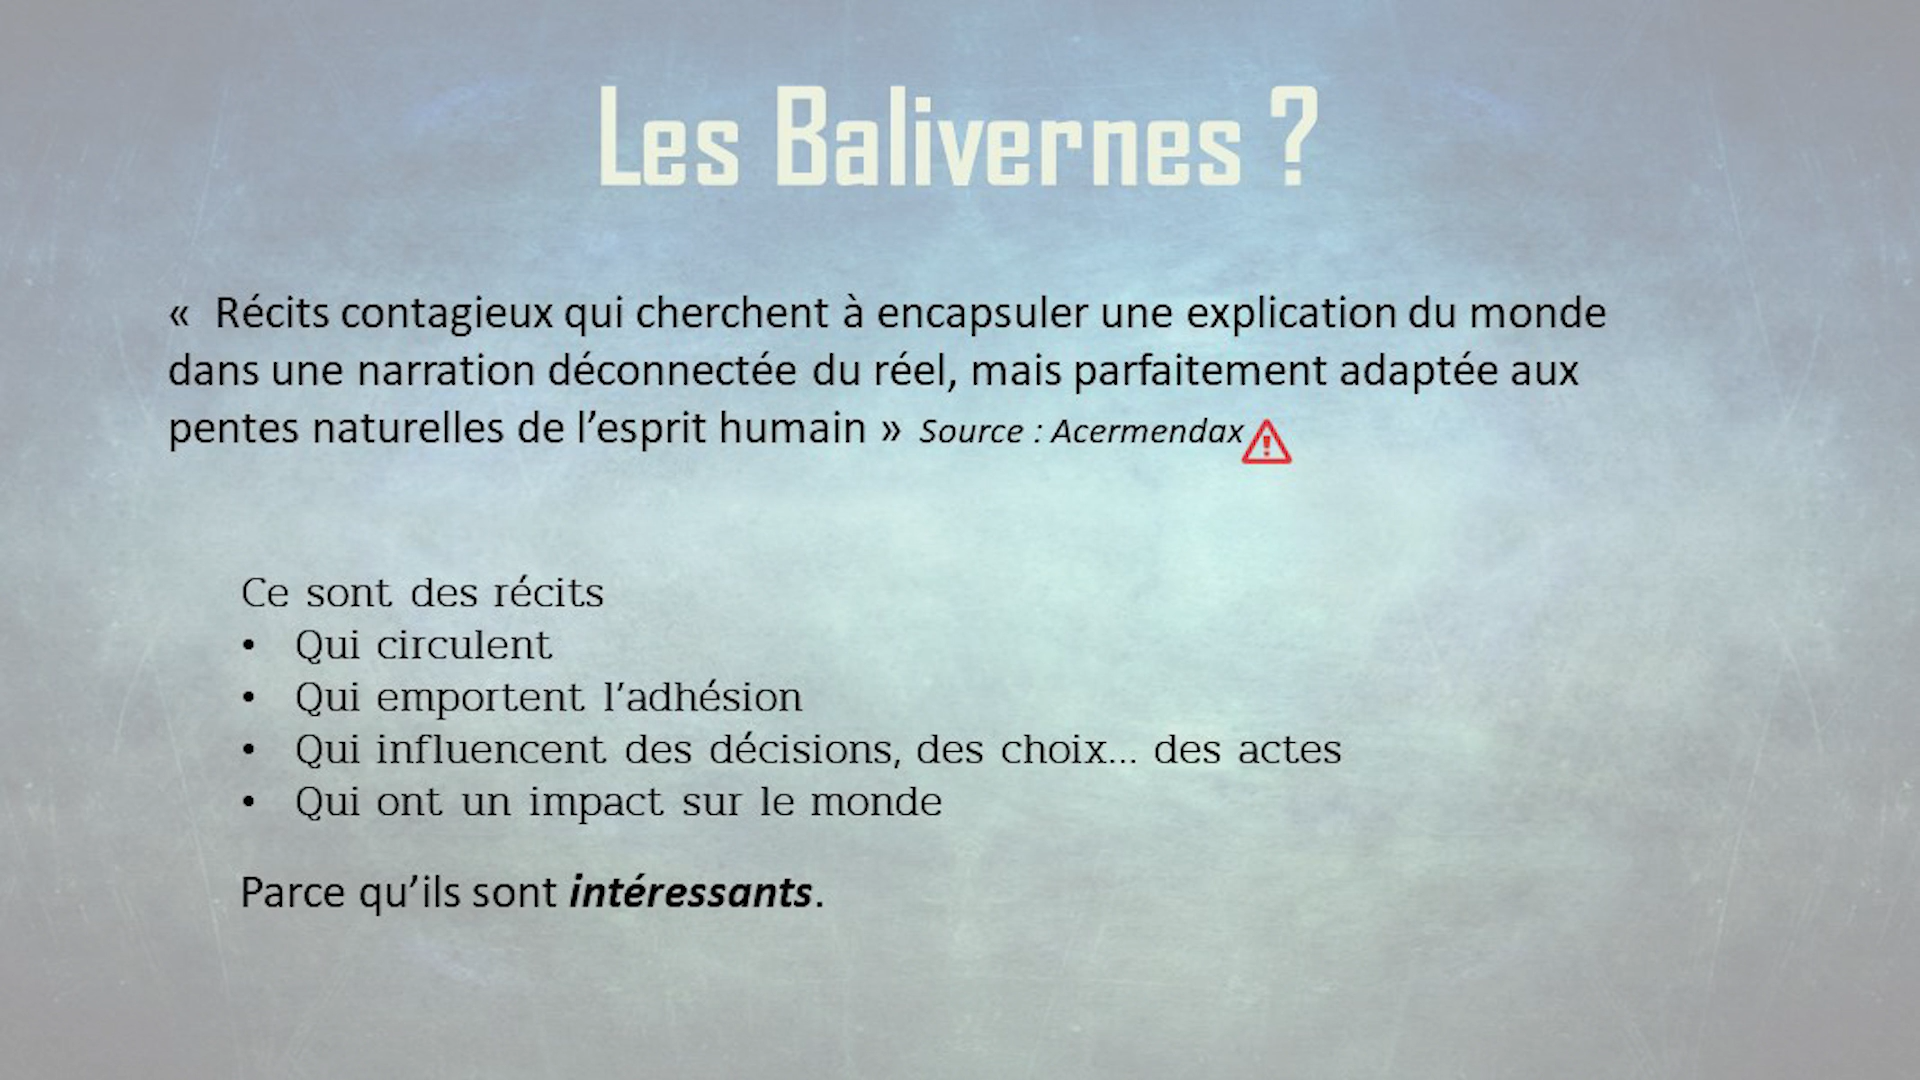 Les Balivernes ?
«  Récits contagieux qui cherchent à encapsuler une explication du monde
dans une narration déconnectée du réel, mais parfaitement adaptée aux
pentes naturelles de l’esprit humain » Source : Acermendax
Ce sont des récits
• Qui circulent
• Qui emportent l’adhésion
• Qui influencent des décisions, des choix… des actes
• Qui ont un impact sur le monde
Parce qu’ils sont intéressants.